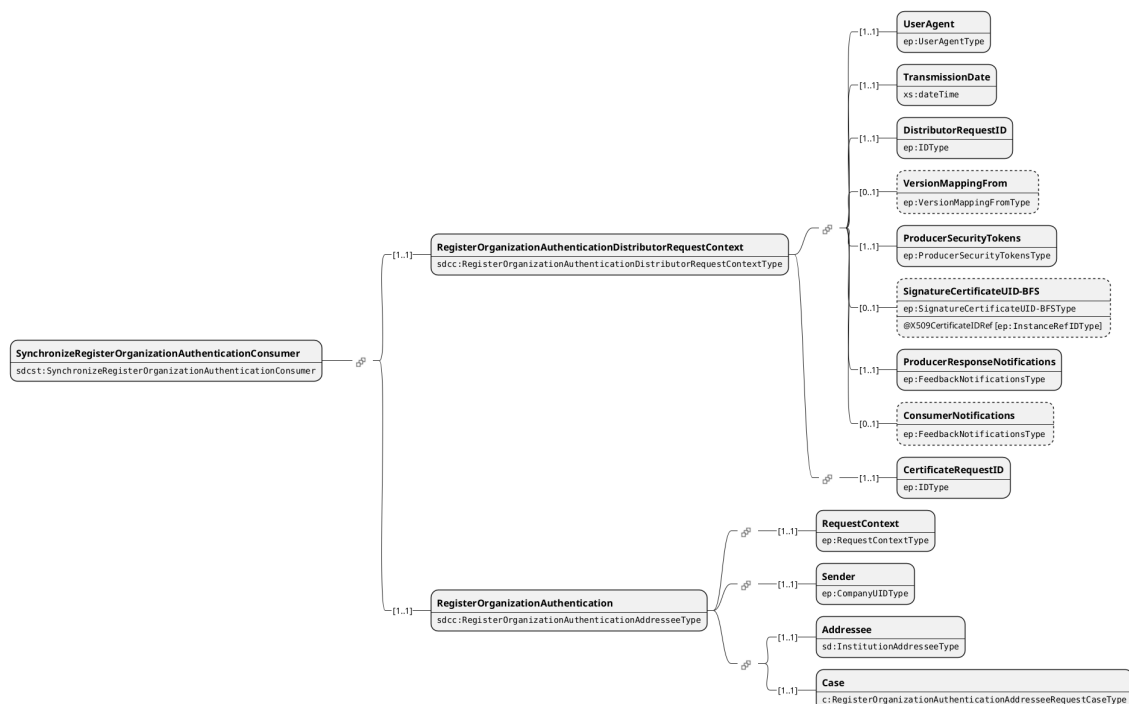 SynchronizeRegisterOrganizationAuthenticationConsumer
sdcst:SynchronizeRegisterOrganizationAuthenticationConsumer
[1..1]
RegisterOrganizationAuthenticationDistributorRequestContext
sdcc:RegisterOrganizationAuthenticationDistributorRequestContextType
[1..1]
UserAgent
ep:UserAgentType
[1..1]
TransmissionDate
xs:dateTime
[1..1]
DistributorRequestID
ep:IDType
[0..1]
VersionMappingFrom
ep:VersionMappingFromType
[1..1]
ProducerSecurityTokens
ep:ProducerSecurityTokensType
[0..1]
SignatureCertificateUID-BFS
ep:SignatureCertificateUID-BFSType
@X509CertificateIDRef [ep:InstanceRefIDType]
[1..1]
ProducerResponseNotifications
ep:FeedbackNotificationsType
[0..1]
ConsumerNotifications
ep:FeedbackNotificationsType
[1..1]
CertificateRequestID
ep:IDType
[1..1]
RegisterOrganizationAuthentication
sdcc:RegisterOrganizationAuthenticationAddresseeType
[1..1]
RequestContext
ep:RequestContextType
[1..1]
Sender
ep:CompanyUIDType
[1..1]
Addressee
sd:InstitutionAddresseeType
[1..1]
Case
c:RegisterOrganizationAuthenticationAddresseeRequestCaseType